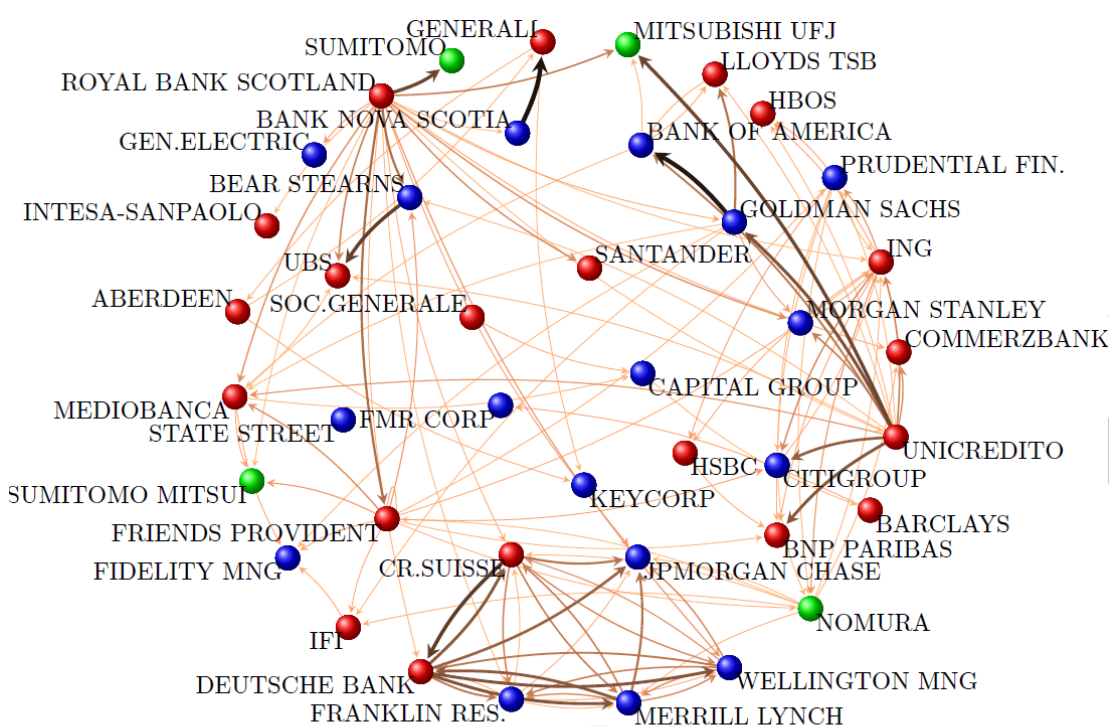 GENERALI
MITSUBISHI UFJ
SUMITOMO
LLOYDS TSB
ROYAL BANK SCOTLAND
HBOS
BANK NOVA SCOTIA
BANK OF AMERICA
GEN.ELECTRIC
PRUDENTIAL FIN.
BEAR STEARNS
GOLDMAN SACHS
INTESA-SANPAOLO
ING
UBS
SANTANDER
ABERDEEN
SOC.GENERALE
MORGAN STANLEY
COMMERZBANK
CAPITAL GROUP
MEDIOBANCA
FMR CORP
STATE STREET
UNICREDITO
HSBC
CITIGROUP
SUMITOMO MITSUI
KEYCORP
BARCLAYS
FRIENDS PROVIDENT
BNP PARIBAS
FIDELITY MNG
CR.SUISSE
JPMORGAN CHASE
NOMURA
IFI
DEUTSCHE BANK
WELLINGTON MNG
FRANKLIN RES.
MERRILL LYNCH